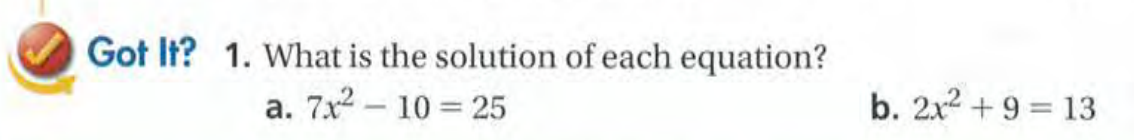 Got It? 1. What is the solution of each equation?
a. 7x² − 10 = 25 b. 2x² + 9 = 13